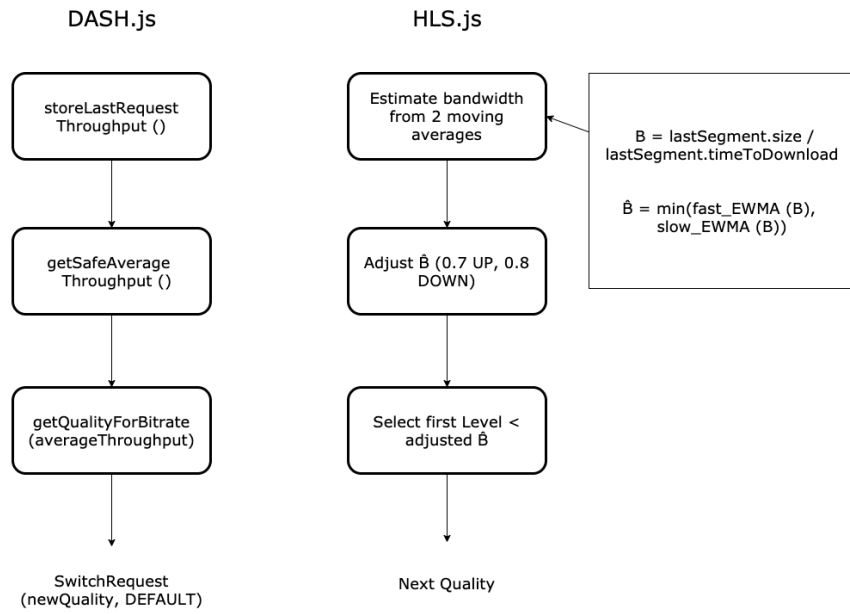 DASH.js
storeLastRequest
Throughput ()
getSafeAverage
Throughput ()
getQualityForBitrate
(averageThroughput)
SwitchRequest
(newQuality, DEFAULT)
HLS.js
Estimate bandwidth
from 2 moving
averages
Adjust B̂ (0.7 UP, 0.8
DOWN)
Select first Level <
adjusted B̂
Next Quality
B = lastSegment.size /
lastSegment.timeToDownload
B̂ = min(fast_EWMA (B),
slow_EWMA (B))